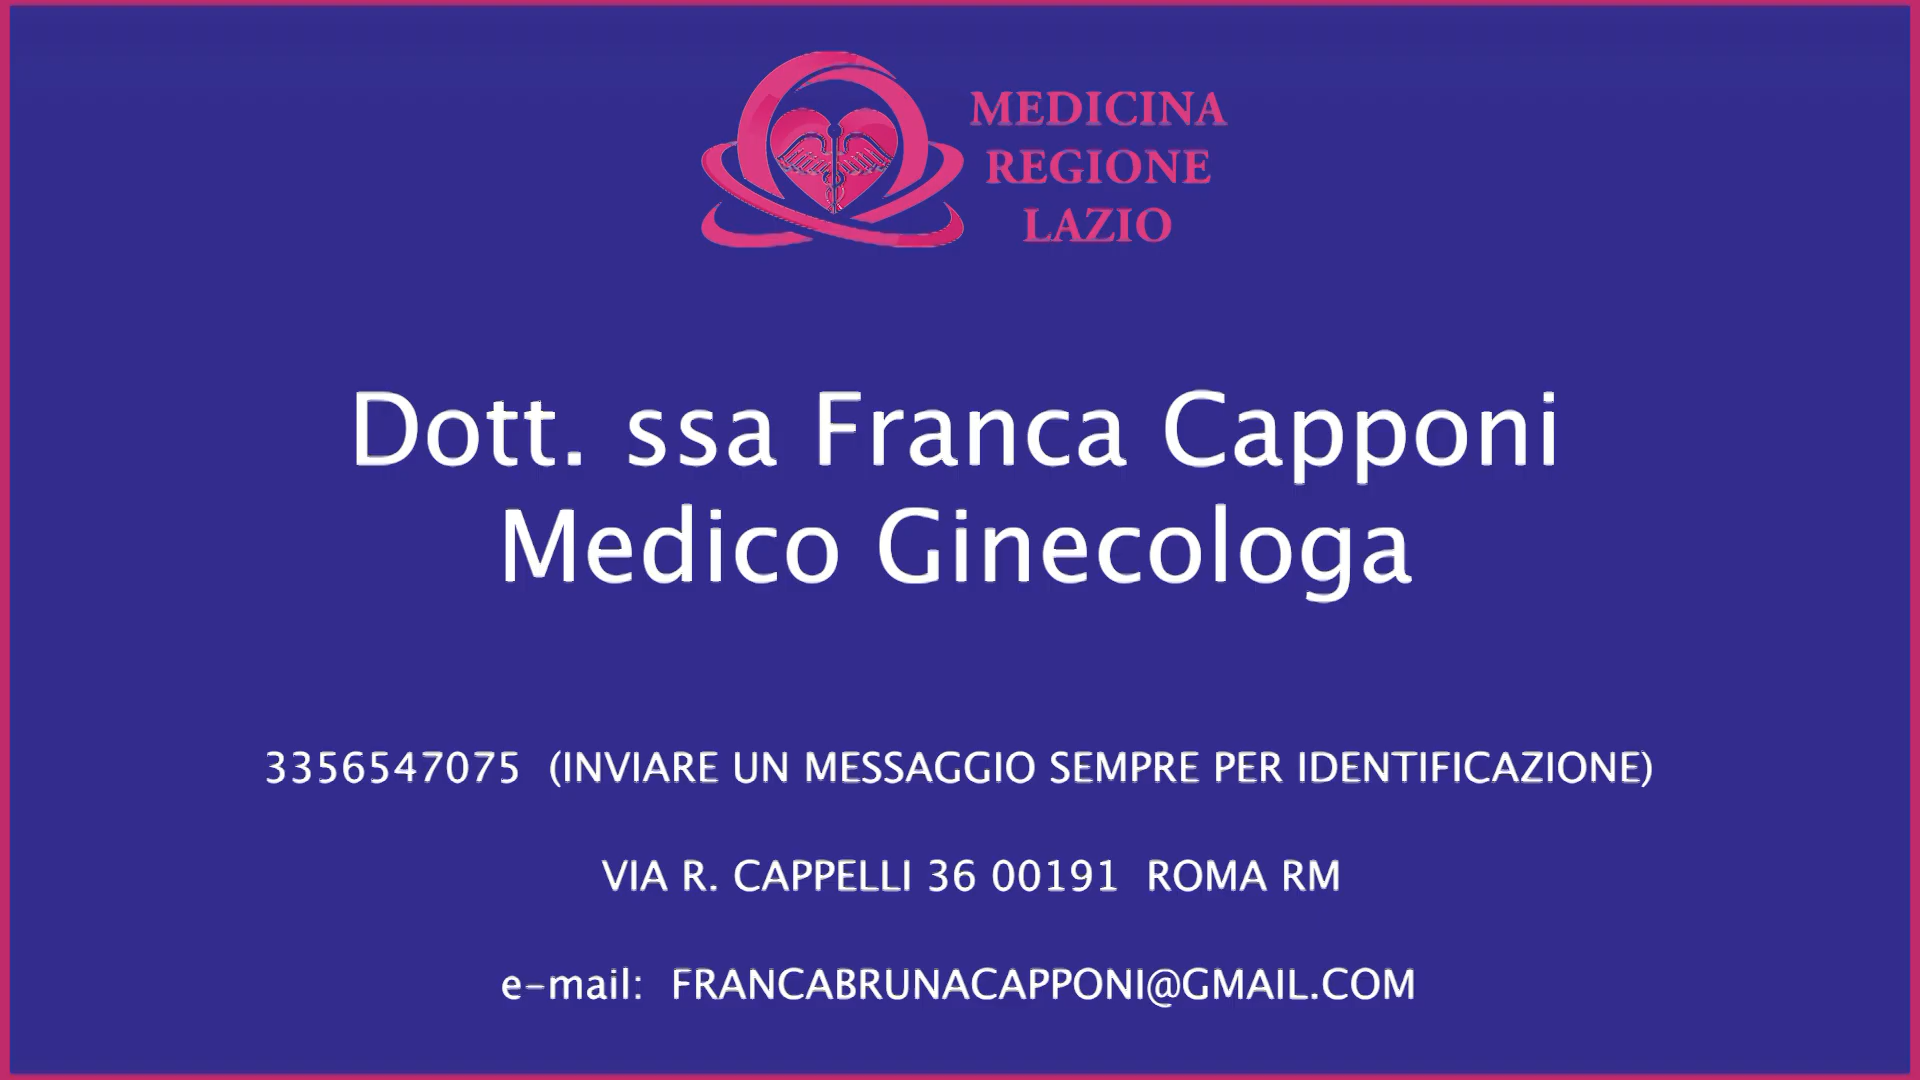 MEDICINA
REGIONE
LAZIO
Dott. ssa Franca Capponi
Medico Ginecologa
3356547075 (INVIARE UN MESSAGGIO SEMPRE PER IDENTIFICAZIONE)
VIA R. CAPPELLI 36 00191 ROMA RM
e-mail: FRANCABRUNACAPPONI@GMAIL.COM